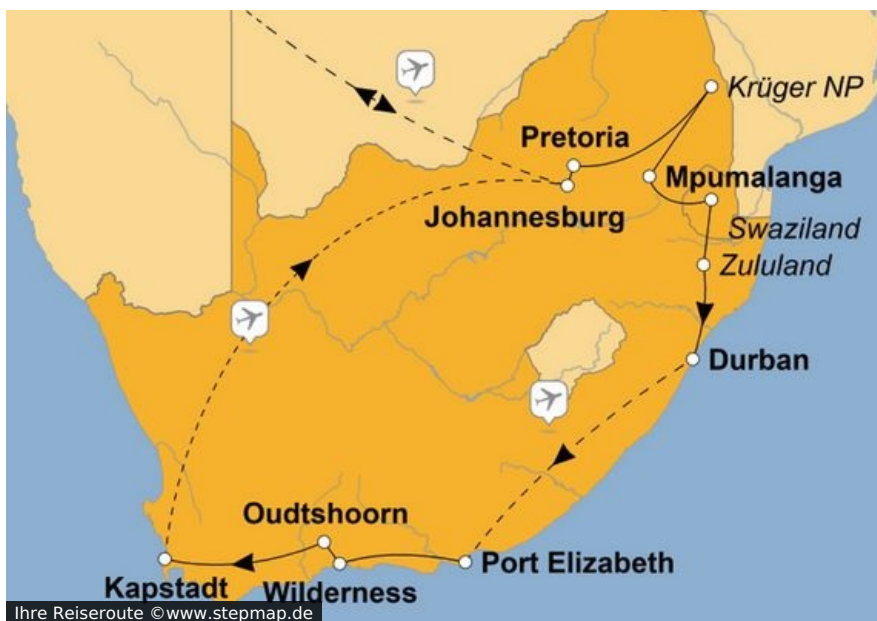 Krüger NP
Pretoria
Mpumalanga
Johannesburg
Swaziland
Zululand
Durban
Oudtshoorn
Port Elizabeth
Kapstadt
Wilderness
Ihre Reiseroute ©www.stepmap.de